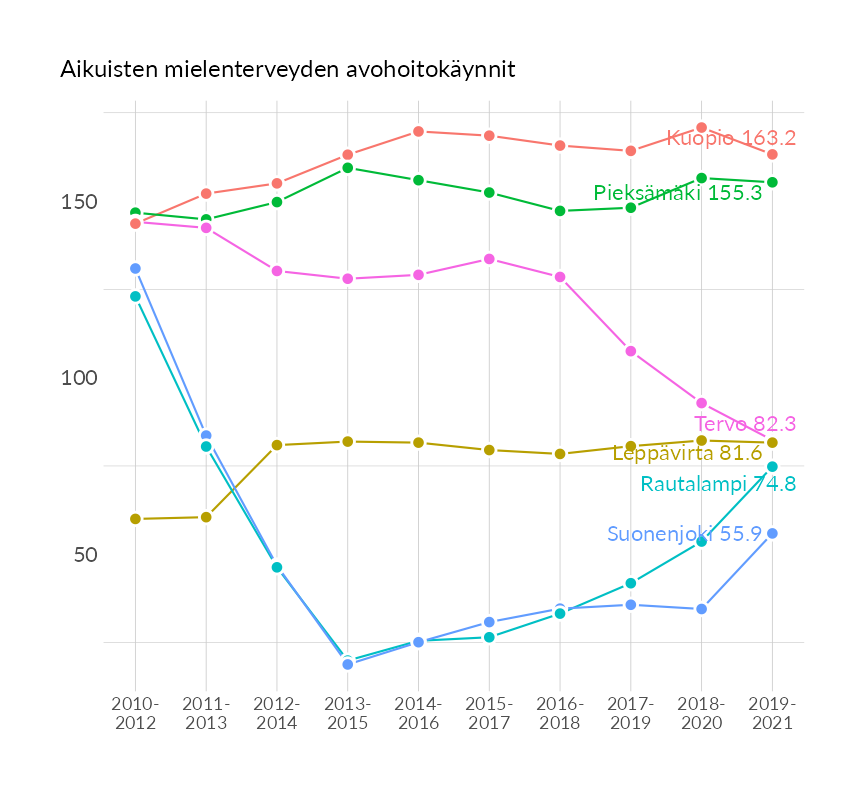 Aikuisten mielenterveyden avohoitokäynnit
Kuopio 163.2
Pieksämäki 155.3
150
100
Tervo 82.3
Leppävirta 81.6
Rautalampi 74.8
Suonenjoki 55.9
50
2010- 2011- 2012- 2013- 2014- 2015- 2016- 2017- 2018- 2019-
2012 2013 2014 2015 2016 2017 2018 2019 2020 2021